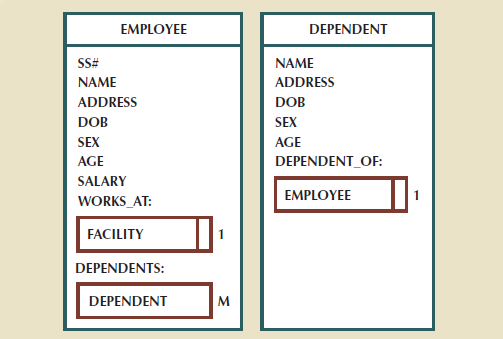 EMPLOYEE
SS#
NAME
ADDRESS
DOB
SEX
AGE
SALARY
WORKS_AT:
FACILITY 1
DEPENDENTS:
DEPENDENT M
DEPENDENT
NAME
ADDRESS
DOB
SEX
AGE
DEPENDENT_OF:
EMPLOYEE 1